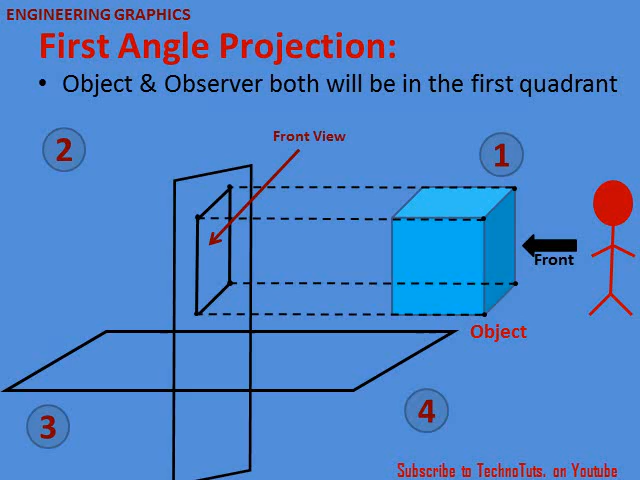 ENGINEERING GRAPHICS
First Angle Projection:
• Object & Observer both will be in the first quadrant
Front View
2
1
Front
Object
3
4
Subscribe to TechnoTuts. on Youtube